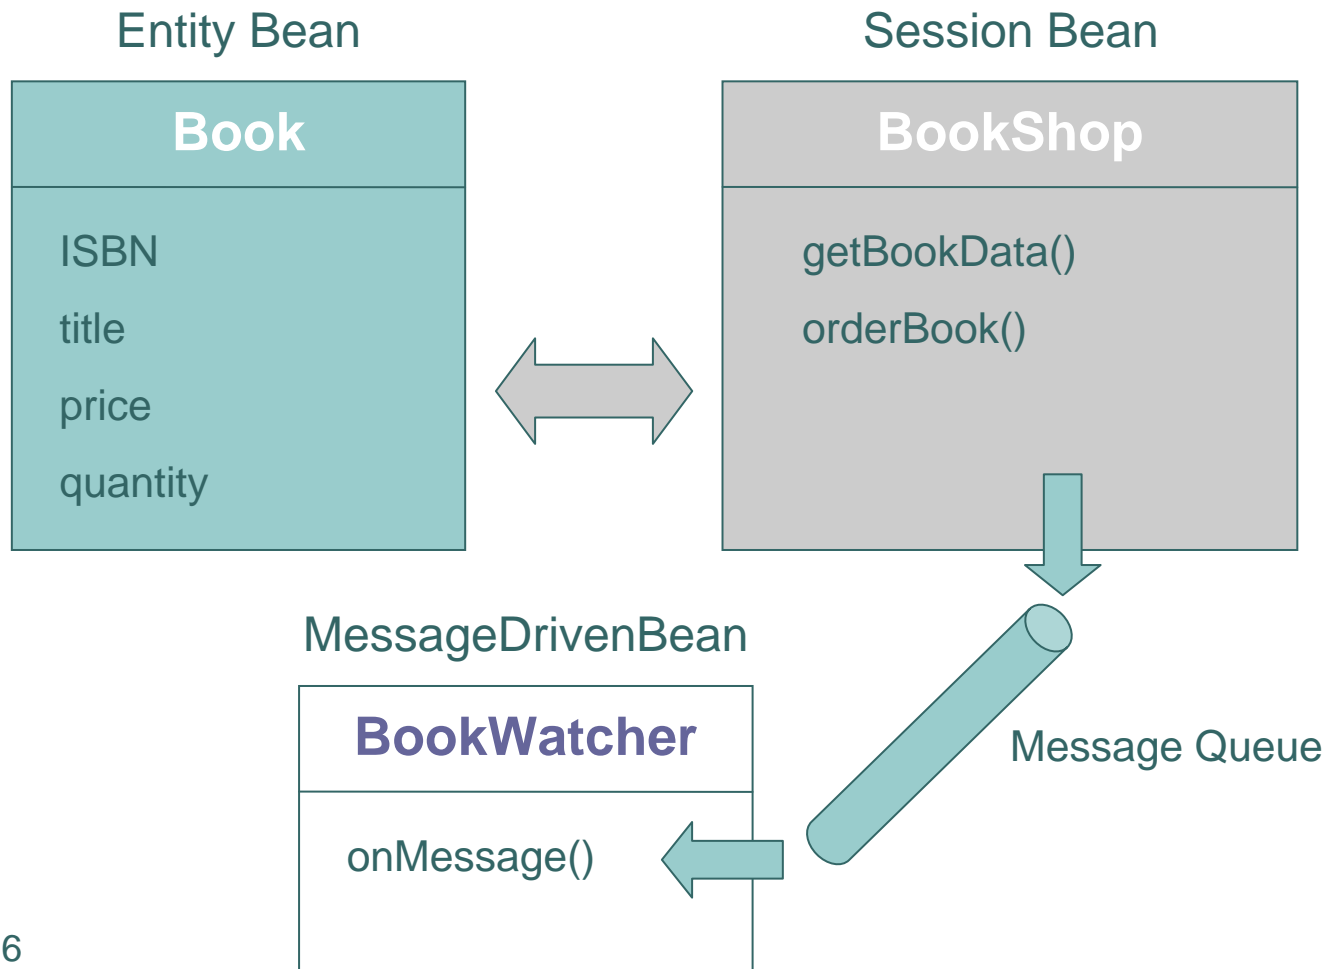 Entity Bean
Book
ISBN
title
price
quantity
Session Bean
BookShop
getBookData()
orderBook()
MessageDrivenBean
BookWatcher
onMessage()
Message Queue
6